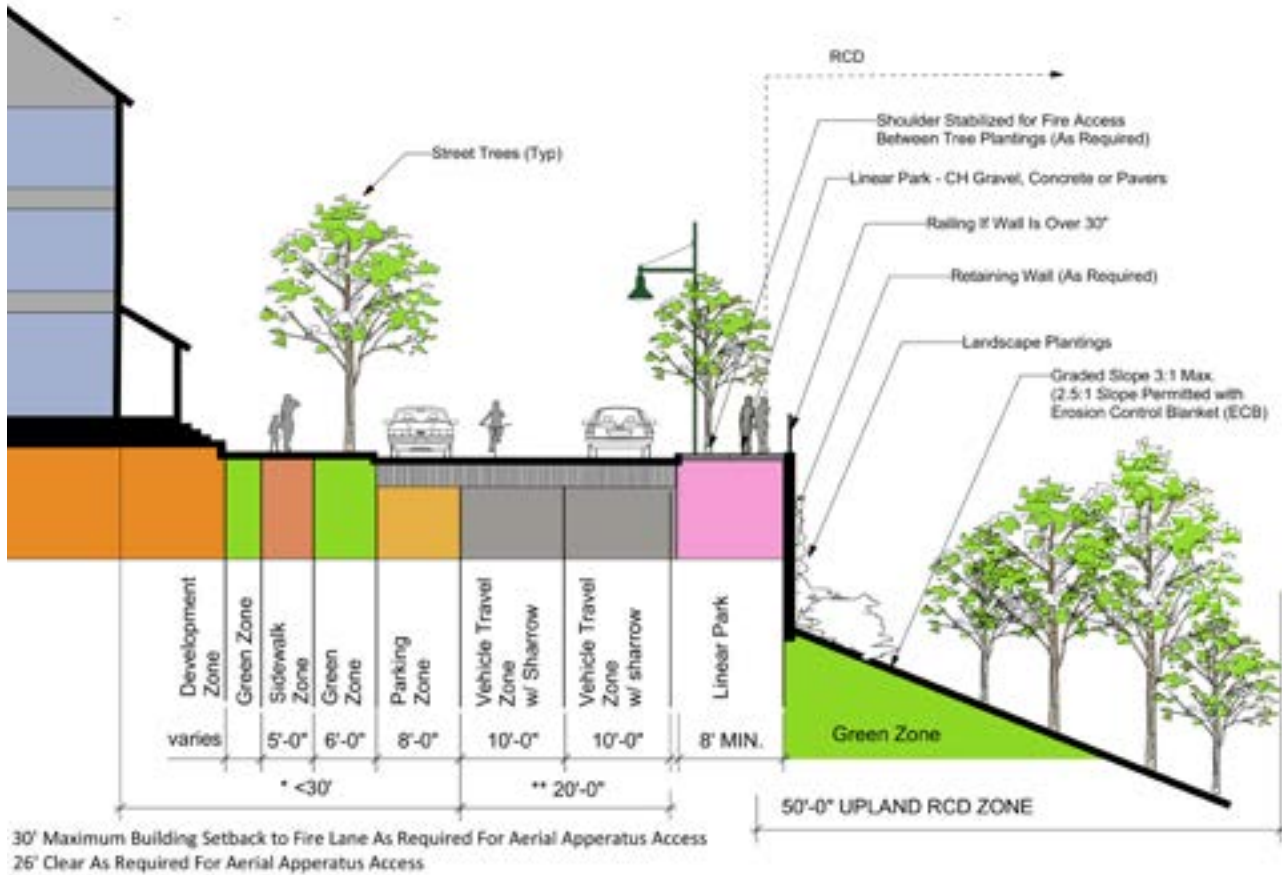 RCD
Shoulder Stabilized for Fire Access
Between Tree Plantings (As Required)
Street Trees (Typ)
Linear Park - CH Gravel, Concrete or Pavers
Railing If Wall Is Over 30"
Retaining Wall (As Required)
Landscape Plantings
Graded Slope 3:1 Max.
(2.5:1 Slope Permitted with
Erosion Control Blanket (ECB)
Development
Zone
Green Zone
Sidewalk
Zone
Green
Zone
Parking
Zone
Vehicle Travel
Zone
w/ Sharrow
Vehicle Travel
Zone
w/ sharrow
Linear Park
Green Zone
varies
5'-0"
6'-0"
8'-0"
10'-0"
10'-0"
8' MIN.
* <30'
** 20'-0"
50'-0" UPLAND RCD ZONE
30' Maximum Building Setback to Fire Lane As Required For Aerial Apperatus Access
26' Clear As Required For Aerial Apperatus Access